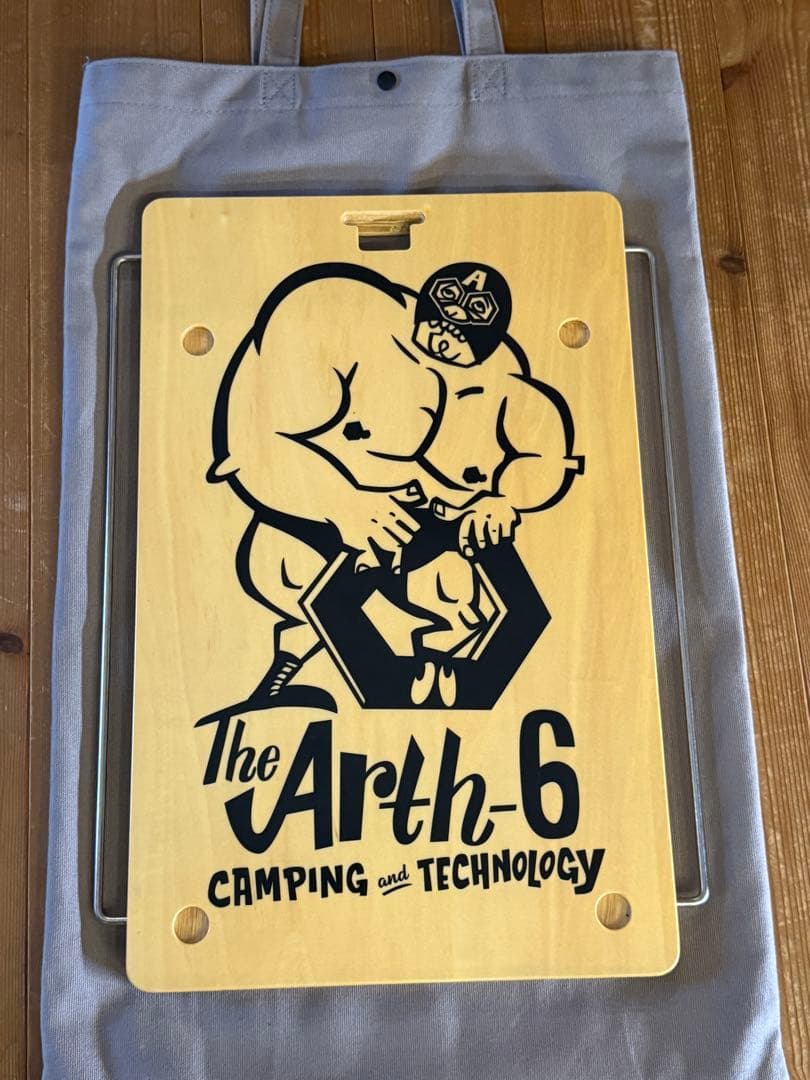 A
The Arth-6
CAMPING and TECHNOLOGY